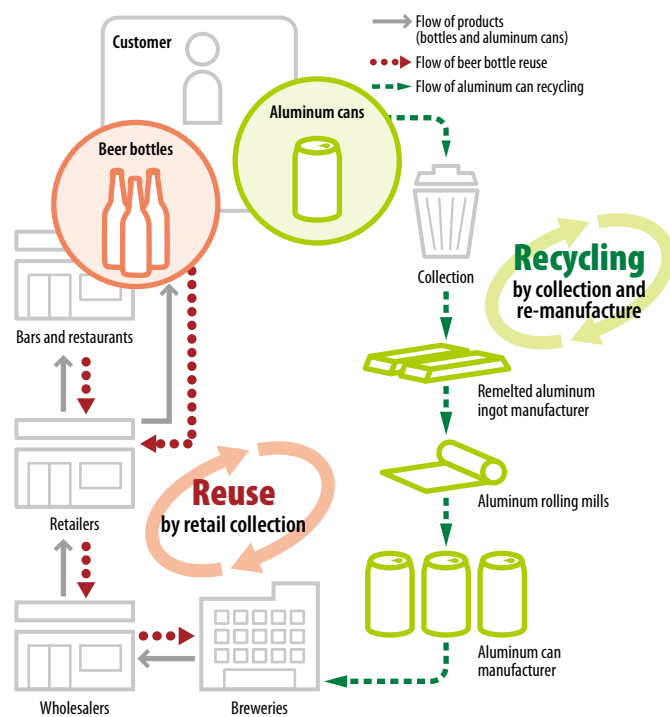 Customer
Flow of products
(bottles and aluminum cans)
Flow of beer bottle reuse
Flow of aluminum can recycling
Aluminum cans
Beer bottles
Recycling
by collection and
re-manufacture
Collection
Bars and restaurants
Remelted aluminum
ingot manufacturer
Reuse
by retail collection
Aluminum rolling mills
Retailers
Aluminum can
manufacturer
Wholesalers
Breweries